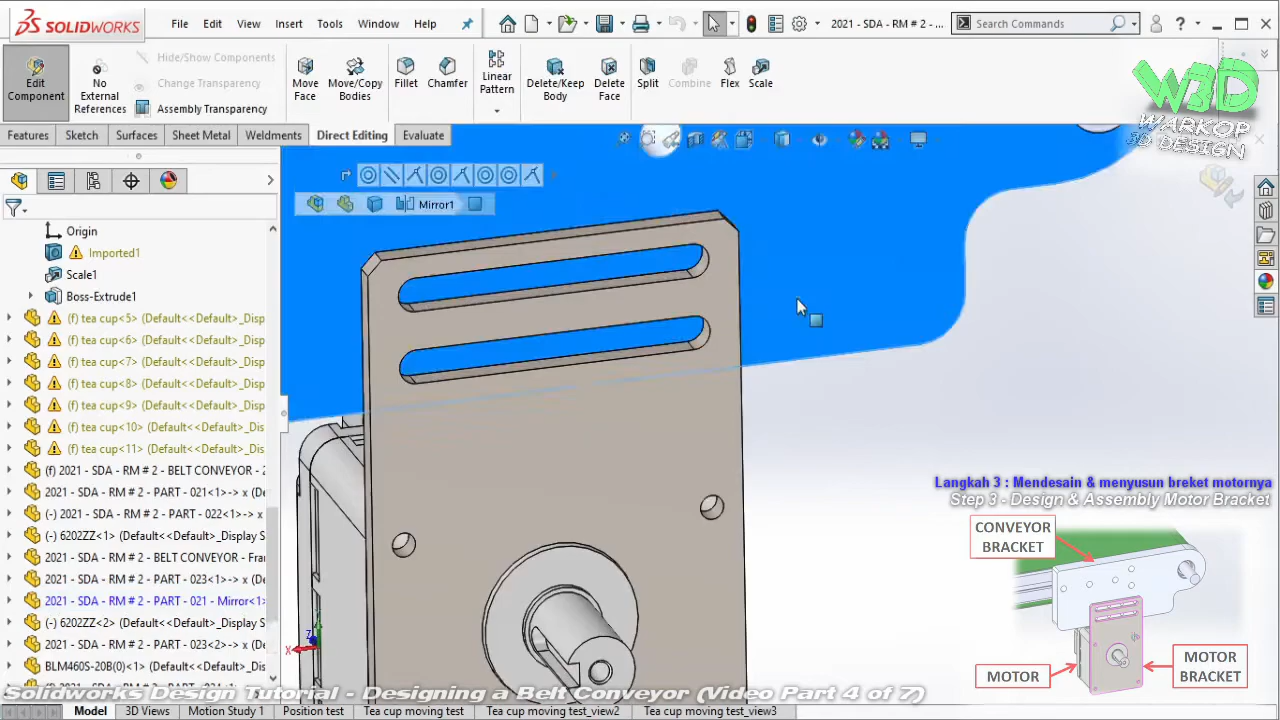 SOLIDWORKS
File Edit View Insert Tools Window Help
2021 - SDA - RM # 2 - ...
Search Commands
Edit Component
No External References
Hide/Show Components
Change Transparency
Assembly Transparency
Move Face
Move/Copy Bodies
Fillet
Chamfer
Linear Pattern
Delete/Keep Body
Delete Face
Split
Combine
Flex
Scale
W3D
WARKOP
3D DESIGN
Features Sketch Surfaces Sheet Metal Weldments Direct Editing Evaluate
Mirror1
Origin
Imported1
Scale1
Boss-Extrude1
(f) tea cup<5> (Default<<Default>_Displ
(f) tea cup<6> (Default<<Default>_Displ
(f) tea cup<7> (Default<<Default>_Displ
(f) tea cup<8> (Default<<Default>_Displ
(f) tea cup<9> (Default<<Default>_Displ
(f) tea cup<10> (Default<<Default>_Dis
(f) tea cup<11> (Default<<Default>_Dis
(f) 2021 - SDA - RM # 2 - BELT CONVEYOR - 2
2021 - SDA - RM # 2 - PART - 021<1>-> x (De
(-) 2021 - SDA - RM # 2 - PART - 022<1>-> x
(-) 6202ZZ<1> (Default<<Default>_Display S
2021 - SDA - RM # 2 - BELT CONVEYOR - Fran
2021 - SDA - RM # 2 - PART - 023<1>-> x (De
2021 - SDA - RM # 2 - PART - 021 - Mirror<1>
(-) 6202ZZ<2> (Default<<Default>_Display S
2021 - SDA - RM # 2 - PART - 023<2>-> x (De
BLM460S-20B(0)<1> (Default<<Default>_Dis
Z
X
Langkah 3 : Mendesain & menyusun breket motornya
Step 3 - Design & Assembly Motor Bracket
CONVEYOR BRACKET
MOTOR
MOTOR BRACKET
Solidworks Design Tutorial - Designing a Belt Conveyor (Video Part 4 of 7)
Model 3D Views Motion Study 1 Position test Tea cup moving test Tea cup moving test_view2 Tea cup moving test_view3